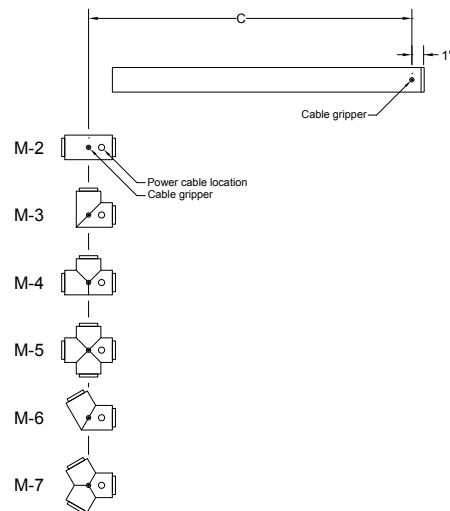 C
1"
Cable gripper
M-2
Power cable location
Cable gripper
M-3
M-4
M-5
M-6
M-7